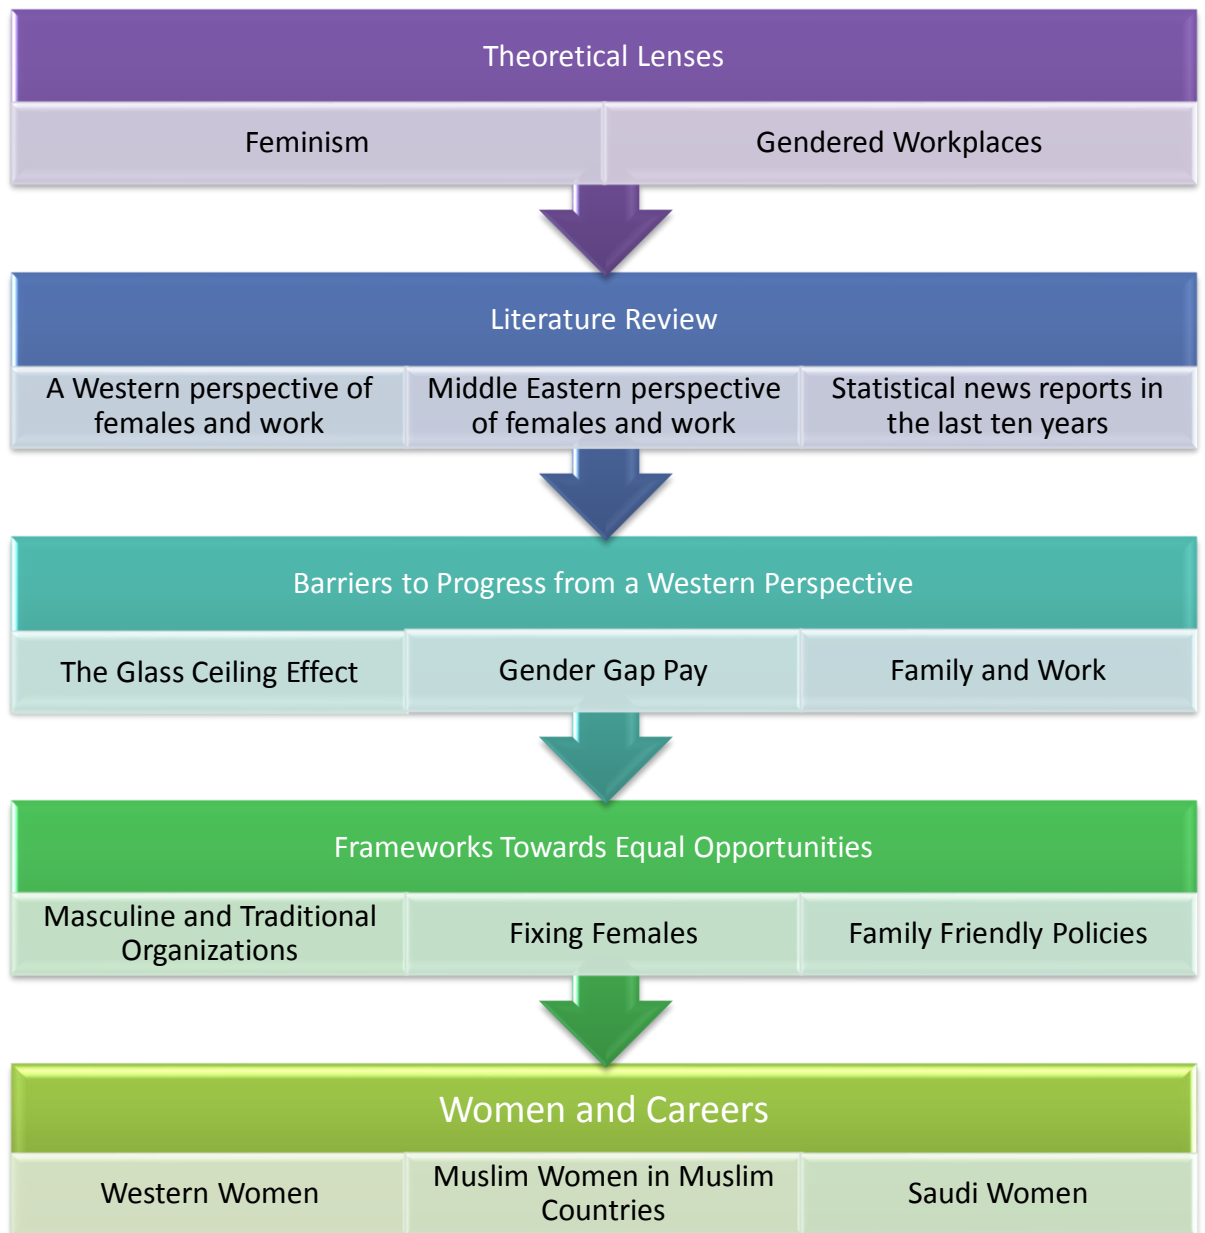 Theoretical Lenses
Feminism
Gendered Workplaces
Literature Review
A Western perspective of
females and work
Middle Eastern perspective
of females and work
Statistical news reports in
the last ten years
Barriers to Progress from a Western Perspective
The Glass Ceiling Effect
Gender Gap Pay
Family and Work
Frameworks Towards Equal Opportunities
Masculine and Traditional
Organizations
Fixing Females
Family Friendly Policies
Women and Careers
Western Women
Muslim Women in Muslim
Countries
Saudi Women